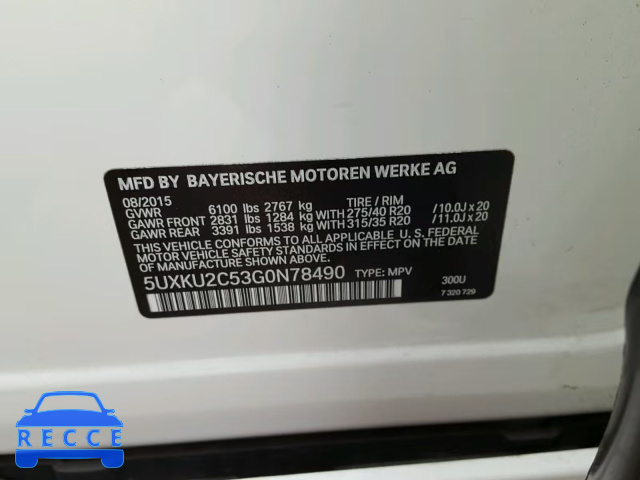 MFD BY BAYERISCHE MOTOREN WERKE AG
08/2015
GVWR 6100 lbs 2767 kg TIRE / RIM
GAWR FRONT 2831 lbs 1284 kg WITH 275/40 R20 /10.0J x 20
GAWR REAR 3391 lbs 1538 kg WITH 315/35 R20 /11.0J x 20
THIS VEHICLE CONFORMS TO ALL APPLICABLE U.S. FEDERAL
MOTOR VEHICLE SAFETY STANDARDS IN EFFECT ON THE
DATE OF MANUFACTURE SHOWN ABOVE.
5UXKU2C53G0N78490 TYPE: MPV 300U
7 320 729
RECCE